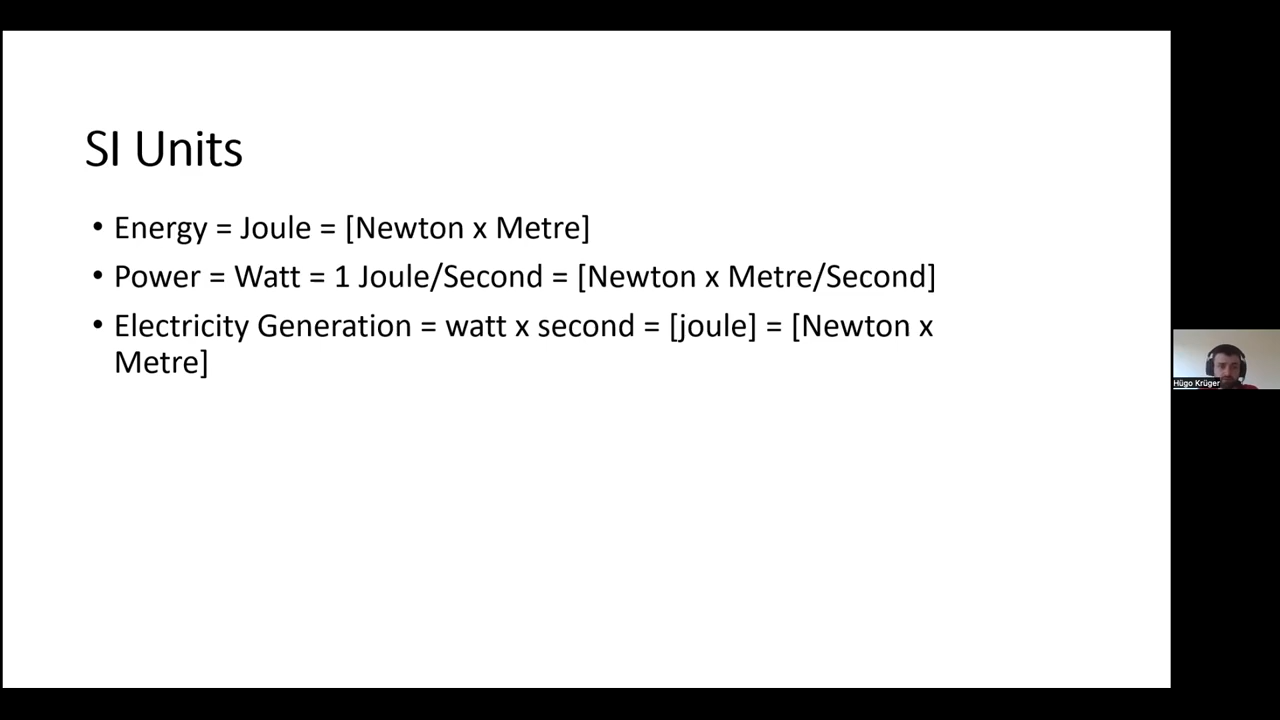 SI Units
• Energy = Joule = [Newton x Metre]
• Power = Watt = 1 Joule/Second = [Newton x Metre/Second]
• Electricity Generation = watt x second = [joule] = [Newton x
Metre]
Hügo Krüger